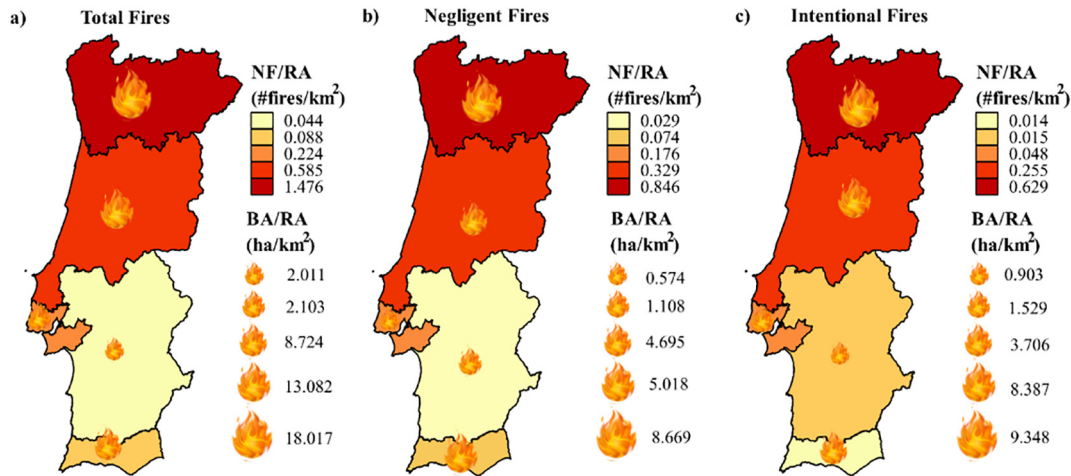 a) Total Fires
NF/RA
(#fires/km²)
0.044
0.088
0.224
0.585
1.476
BA/RA
(ha/km²)
2.011
2.103
8.724
13.082
18.017
b) Negligent Fires
NF/RA
(#fires/km²)
0.029
0.074
0.176
0.329
0.846
BA/RA
(ha/km²)
0.574
1.108
4.695
5.018
8.669
c) Intentional Fires
NF/RA
(#fires/km²)
0.014
0.015
0.048
0.255
0.629
BA/RA
(ha/km²)
0.903
1.529
3.706
8.387
9.348